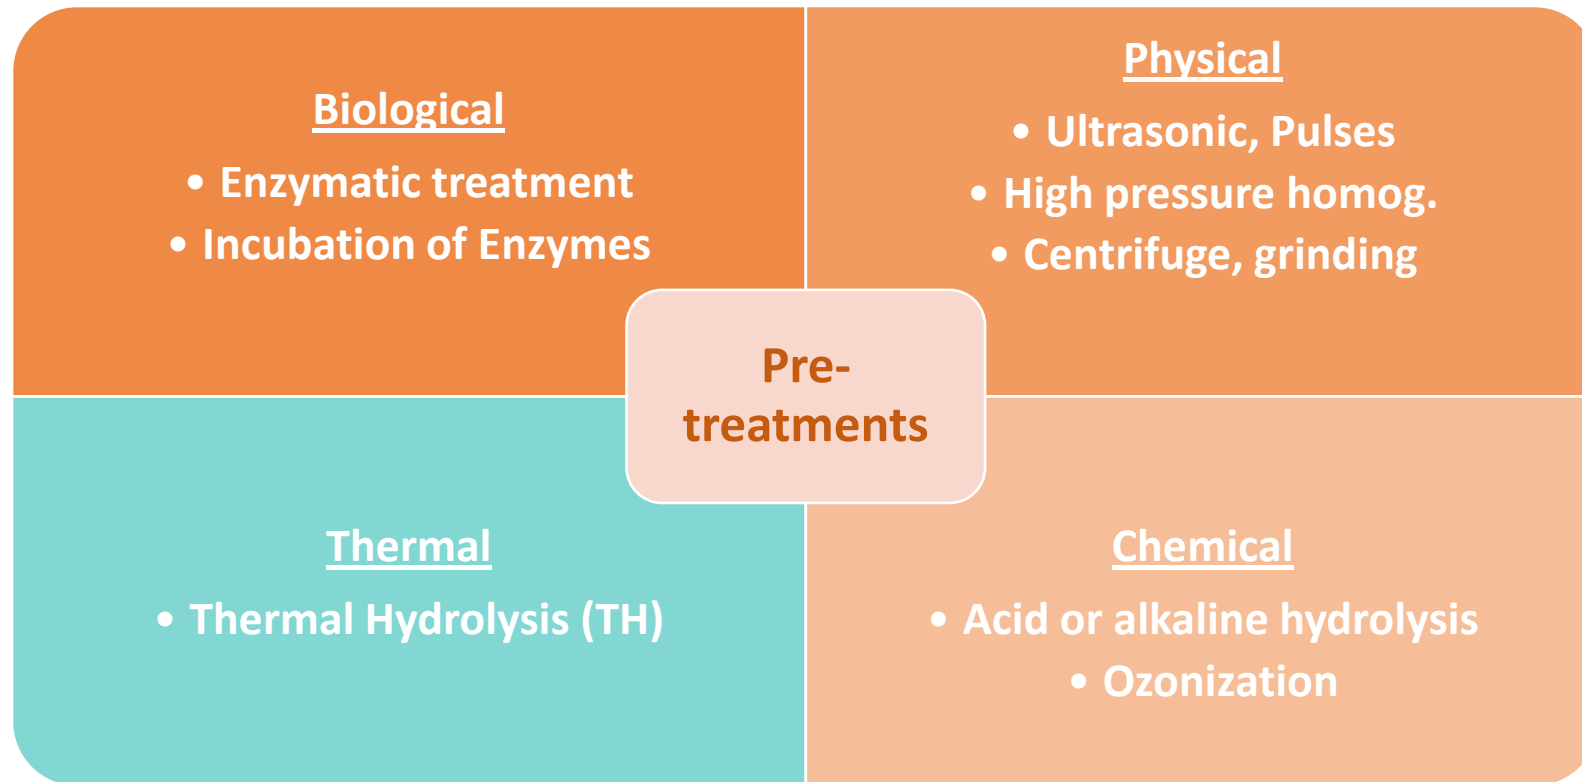 Biological
• Enzymatic treatment
• Incubation of Enzymes
Physical
• Ultrasonic, Pulses
• High pressure homog.
• Centrifuge, grinding
Pre-
treatments
Thermal
• Thermal Hydrolysis (TH)
Chemical
• Acid or alkaline hydrolysis
• Ozonization